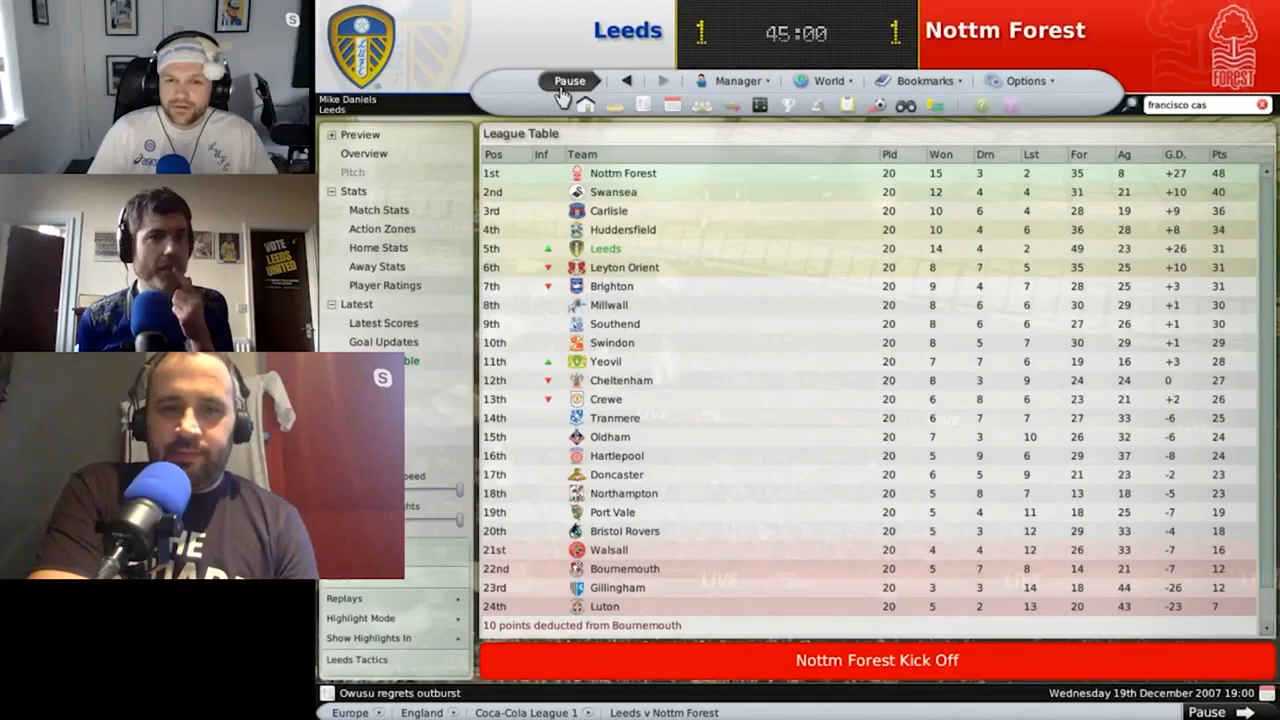 Leeds 1 45:00 1 Nottm Forest
FOREST
Pause Manager World Bookmarks Options
Mike Daniels
Leeds
francisco cas
Preview
Overview
Pitch
Stats
Match Stats
Action Zones
Home Stats
Away Stats
Player Ratings
Latest
Latest Scores
Goal Updates
ble
peed
hts
Replays
Highlight Mode
Show Highlights In
Leeds Tactics
League Table
Pos Inf Team Pld Won Drn Lst For Ag G.D. Pts
1st Nottm Forest 20 15 3 2 35 8 +27 48
2nd Swansea 20 12 4 4 31 21 +10 40
3rd Carlisle 20 10 6 4 28 19 +9 36
4th Huddersfield 20 10 4 6 36 28 +8 34
5th Leeds 20 14 4 2 49 23 +26 31
6th Leyton Orient 20 8 7 5 35 25 +10 31
7th Brighton 20 9 4 7 28 25 +3 31
8th Millwall 20 8 6 6 30 29 +1 30
9th Southend 20 8 6 6 27 26 +1 30
10th Swindon 20 8 5 7 30 29 +1 29
11th Yeovil 20 7 7 6 19 16 +3 28
12th Cheltenham 20 8 3 9 24 24 0 27
13th Crewe 20 6 8 6 23 21 +2 26
14th Tranmere 20 6 7 7 27 33 -6 25
15th Oldham 20 7 3 10 26 32 -6 24
16th Hartlepool 20 5 9 6 29 37 -8 24
17th Doncaster 20 6 5 9 21 23 -2 23
18th Northampton 20 5 8 7 13 18 -5 23
19th Port Vale 20 5 4 11 18 25 -7 19
20th Bristol Rovers 20 5 3 12 29 33 -4 18
21st Walsall 20 4 4 12 26 33 -7 16
22nd Bournemouth 20 5 7 8 14 21 -7 12
23rd Gillingham 20 3 3 14 18 44 -26 12
24th Luton 20 5 2 13 20 43 -23 7
10 points deducted from Bournemouth
Nottm Forest Kick Off
Owusu regrets outburst
Wednesday 19th December 2007 19:00
Europe England Coca-Cola League 1 Leeds v Nottm Forest
Pause
VOTE
LEEDS
UNITED
asics
HE